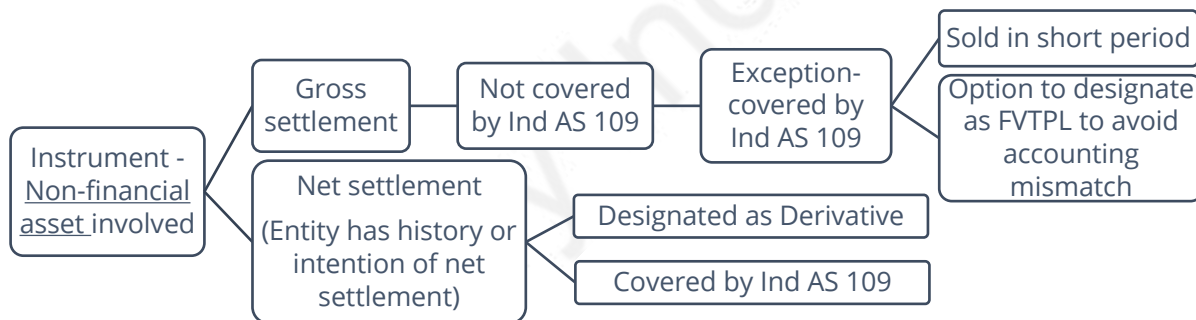 Instrument -
Non-financial
asset involved
Gross
settlement
Not covered
by Ind AS 109
Exception-
covered by
Ind AS 109
Sold in short period
Option to designate
as FVTPL to avoid
accounting
mismatch
Net settlement
(Entity has history or
intention of net
settlement)
Designated as Derivative
Covered by Ind AS 109